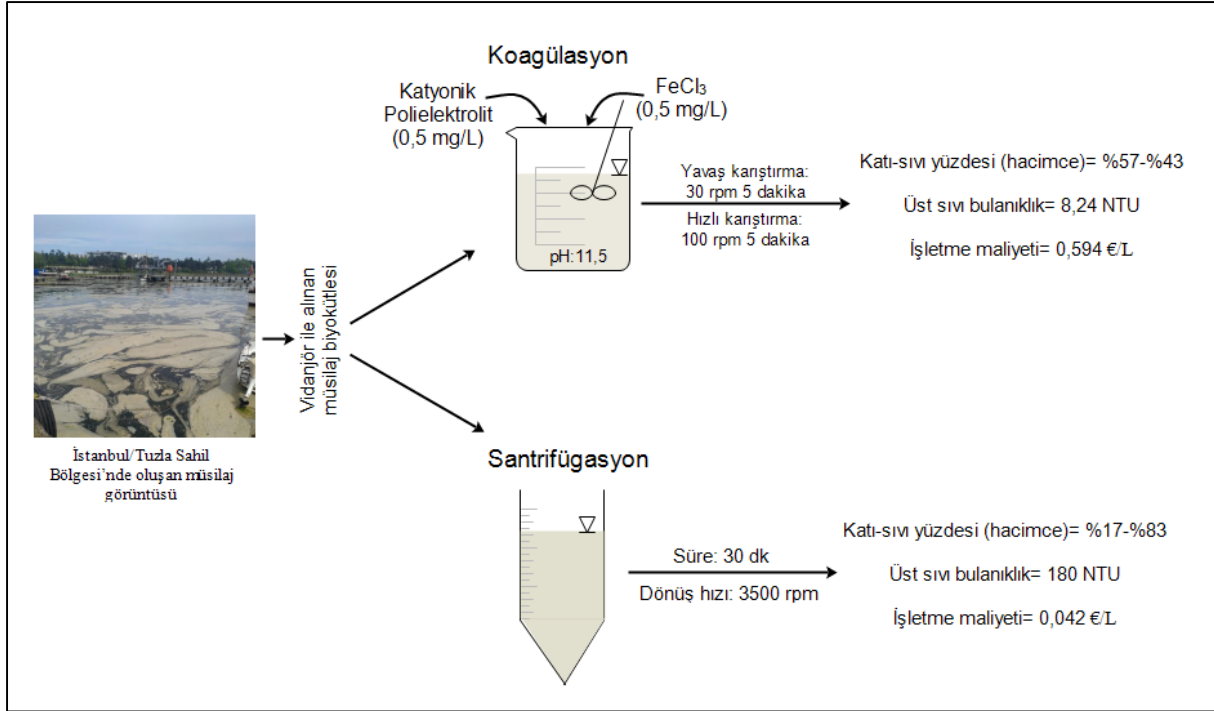 Koagülasyon
Katyonik
Polielektrolit
(0,5 mg/L)
FeCl₃
(0,5 mg/L)
pH:11,5
Yavaş karıştırma:
30 rpm 5 dakika
Hızlı karıştırma:
100 rpm 5 dakika
Katı-sıvı yüzdesi (hacimce)= %57-%43
Üst sıvı bulanıklık= 8,24 NTU
İşletme maliyeti= 0,594 €/L
İstanbul/Tuzla Sahil
Bölgesi’nde oluşan müsilaj
görüntüsü
Vidanjör ile alınan
müsilaj biyokütlesi
Santrifügasyon
Süre: 30 dk
Dönüş hızı: 3500 rpm
Katı-sıvı yüzdesi (hacimce)= %17-%83
Üst sıvı bulanıklık= 180 NTU
İşletme maliyeti= 0,042 €/L